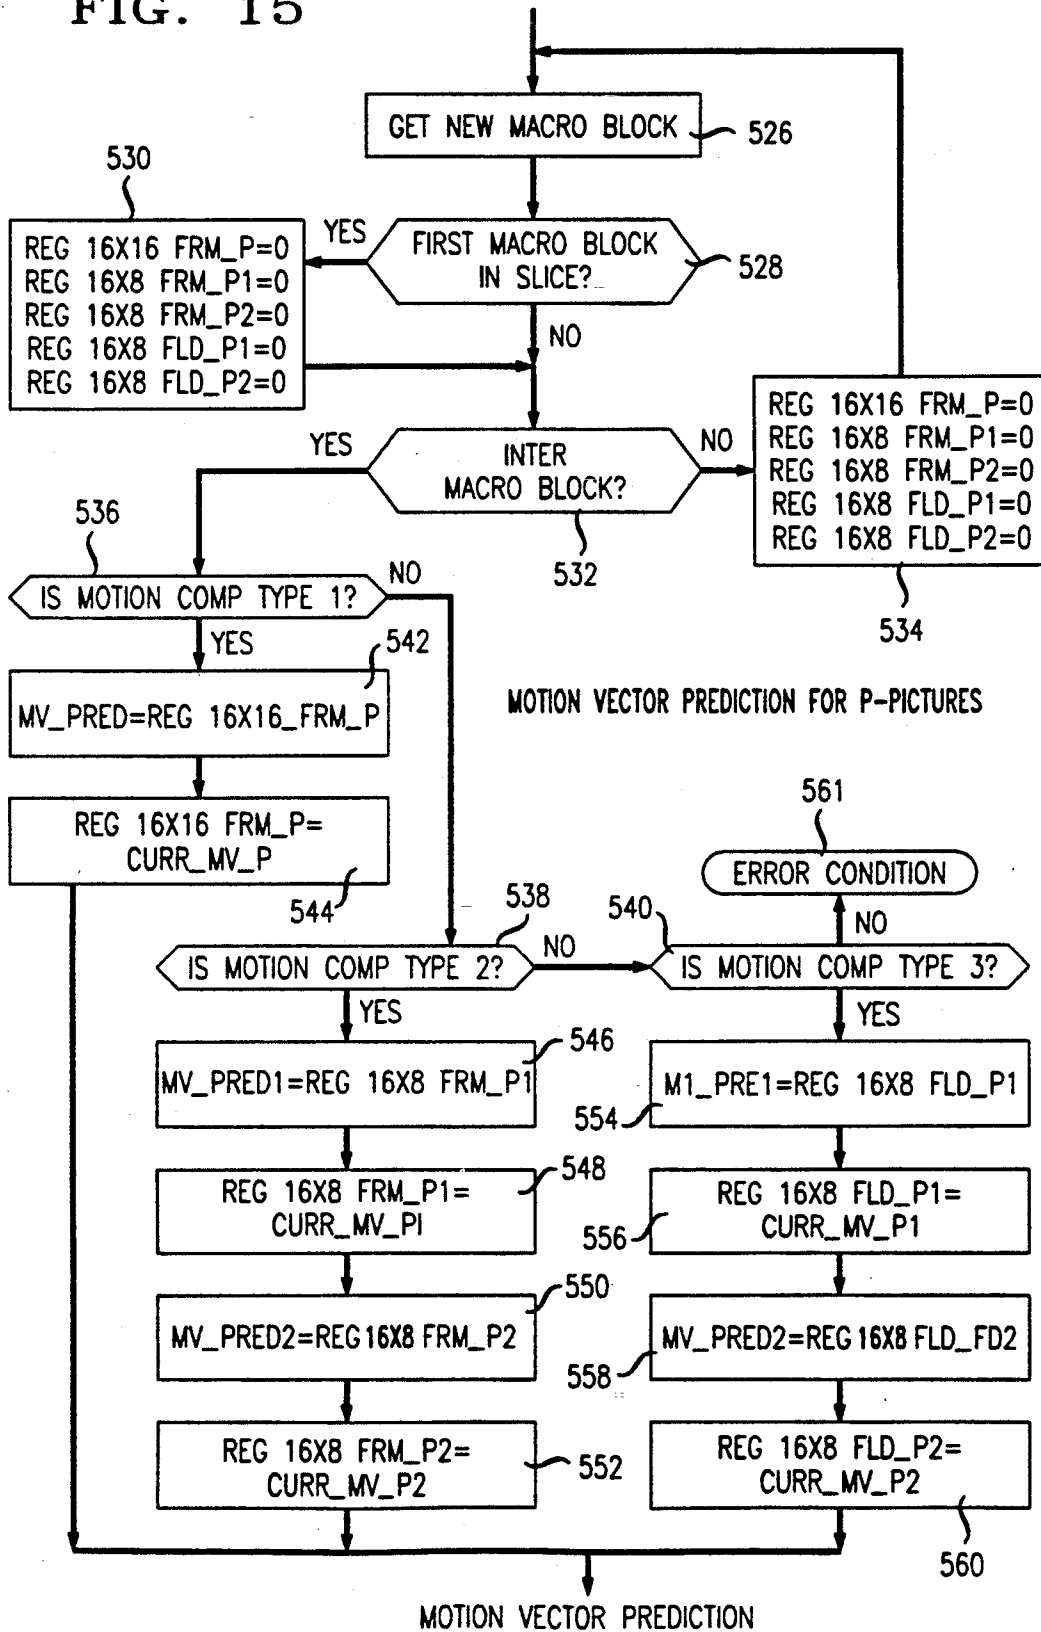 FIG. 15
GET NEW MACRO BLOCK
526
530
REG 16X16 FRM_P=0
REG 16X8 FRM_P1=0
REG 16X8 FRM_P2=0
REG 16X8 FLD_P1=0
REG 16X8 FLD_P2=0
YES
FIRST MACRO BLOCK
IN SLICE?
528
NO
YES
INTER
MACRO BLOCK?
532
NO
REG 16X16 FRM_P=0
REG 16X8 FRM_P1=0
REG 16X8 FRM_P2=0
REG 16X8 FLD_P1=0
REG 16X8 FLD_P2=0
534
536
IS MOTION COMP TYPE 1?
NO
YES
542
MV_PRED=REG 16X16_FRM_P
MOTION VECTOR PREDICTION FOR P-PICTURES
REG 16X16 FRM_P=
CURR_MV_P
544
561
ERROR CONDITION
NO
538
IS MOTION COMP TYPE 2?
NO
540
IS MOTION COMP TYPE 3?
YES
YES
546
MV_PRED1=REG 16X8 FRM_P1
M1_PRE1=REG 16X8 FLD_P1
554
548
REG 16X8 FRM_P1=
CURR_MV_PI
REG 16X8 FLD_P1=
CURR_MV_P1
556
550
MV_PRED2=REG16X8 FRM_P2
MV_PRED2=REG16X8 FLD_FD2
558
REG 16X8 FRM_P2=
CURR_MV_P2
552
REG 16X8 FLD_P2=
CURR_MV_P2
560
MOTION VECTOR PREDICTION